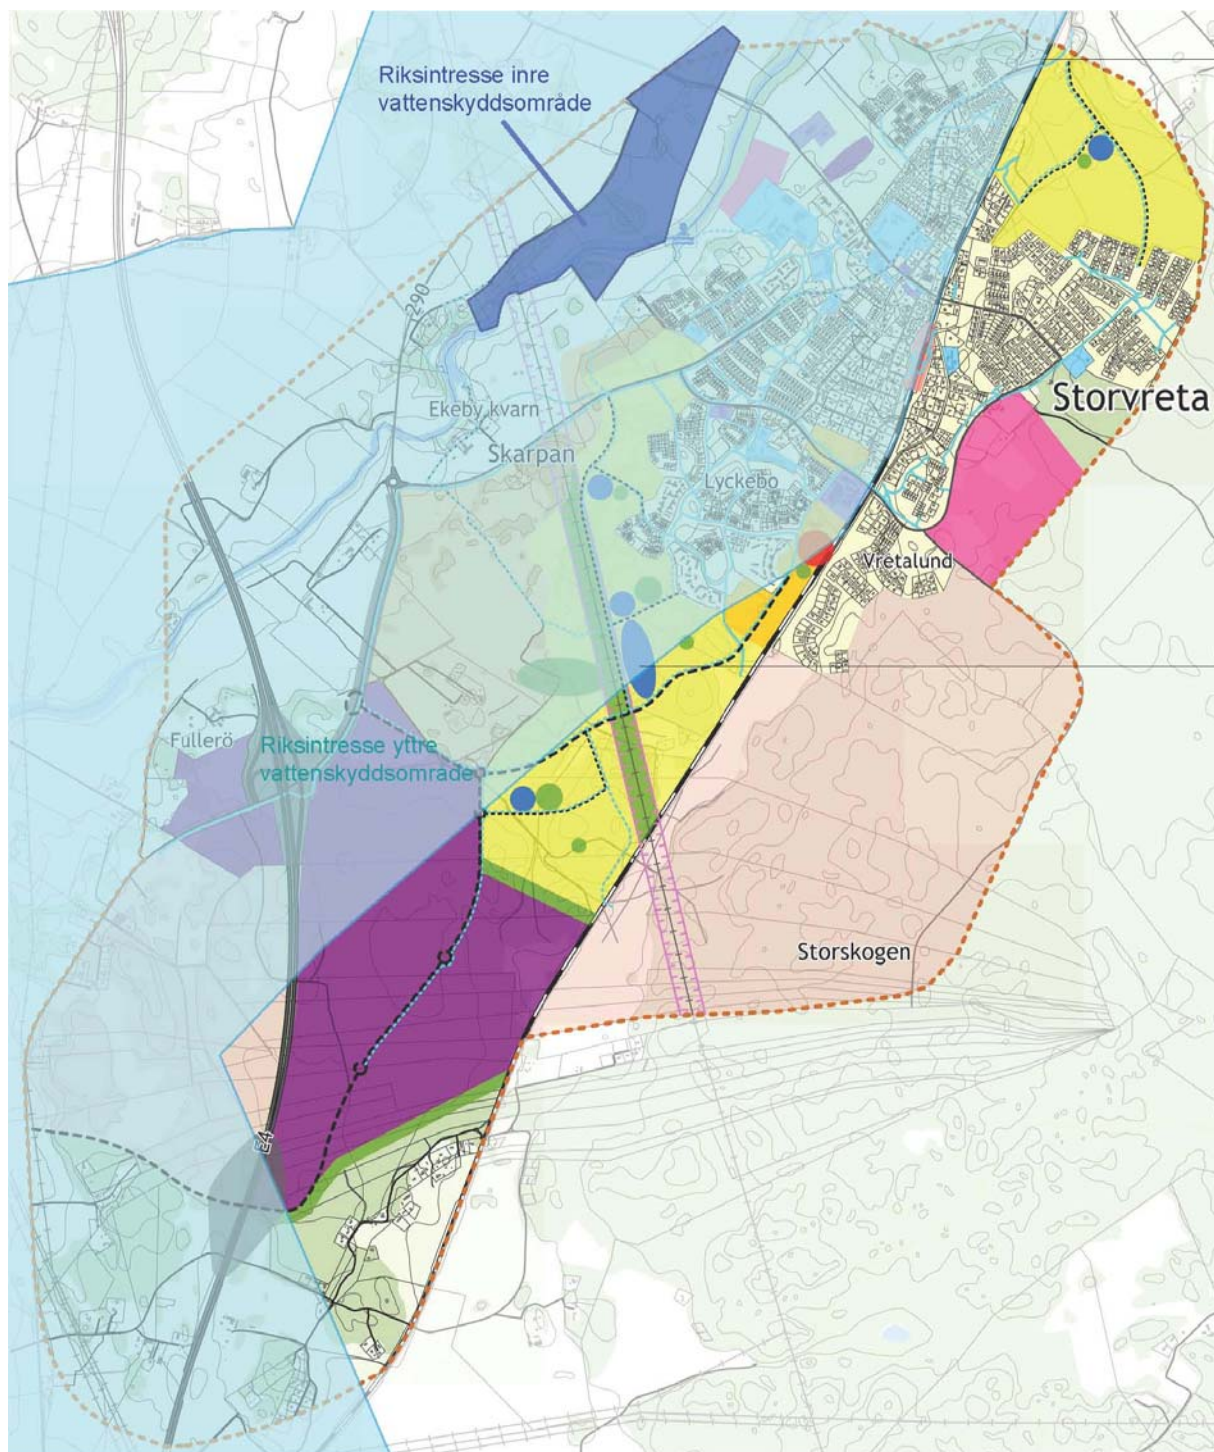 Riksintresse inre
vattenskyddsområde
290
Ekeby kvarn
Skarpan
Lyckebo
Storvreta
Vretalund
Fullerö
Riksintresse yttre
vattenskyddsområde
Storskogen
E4